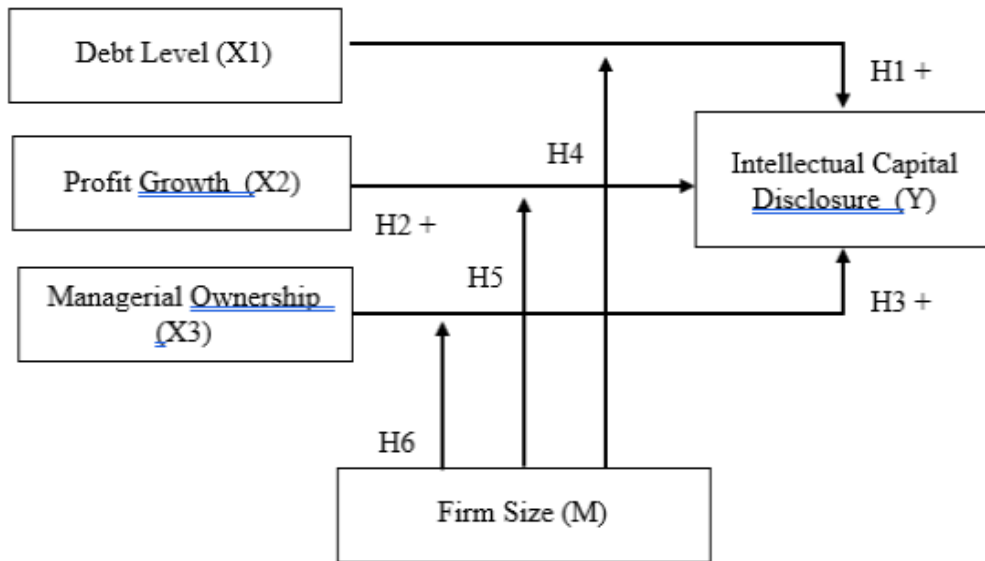 Debt Level (X1)
H1 +
H4
Profit Growth (X2)
Intellectual Capital
Disclosure (Y)
H2 +
H5
Managerial Ownership
(X3)
H3 +
H6
Firm Size (M)